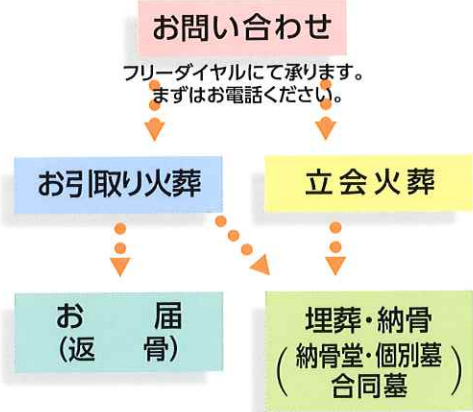 お問い合わせ
フリーダイヤルにて承ります。
まずはお電話ください。
お引取り火葬
立会火葬
お　　届
(返　　骨)
埋葬・納骨
(納骨堂・個別墓
合同墓)